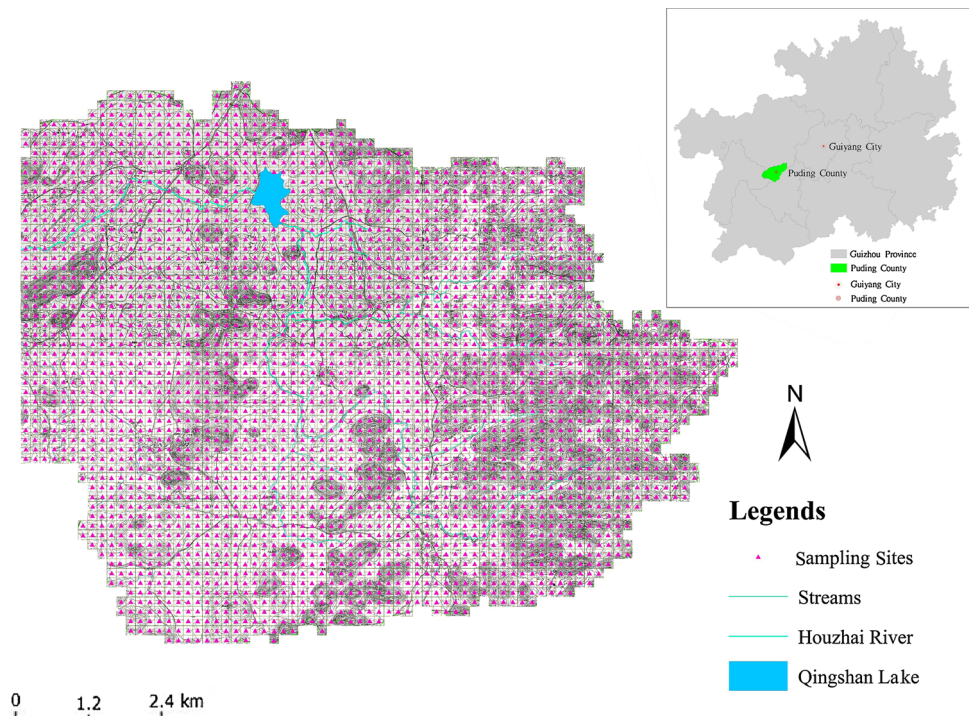 Guiyang City
Puding County
Guizhou Province
Puding County
Guiyang City
Puding County
N
Legends
Sampling Sites
Streams
Houzhai River
Qingshan Lake
0 1.2 2.4 km